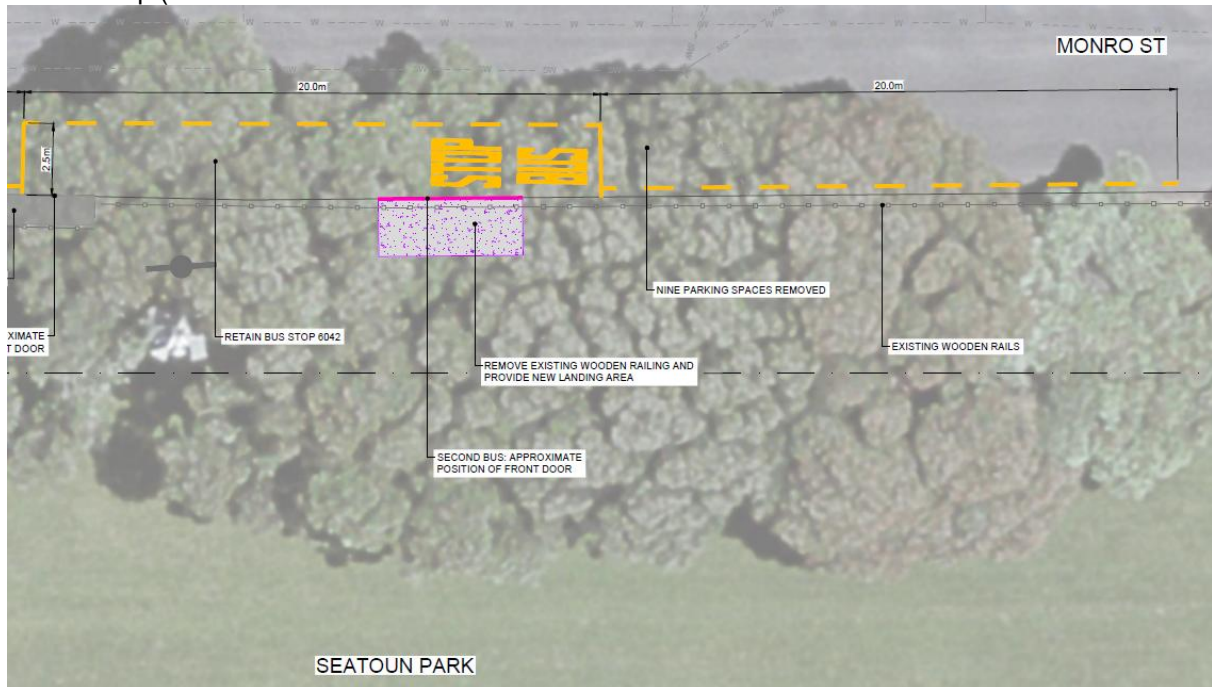 MONRO ST
20.0m
20.0m
2.5m
BUS
NINE PARKING SPACES REMOVED
RETAIN BUS STOP 6042
EXISTING WOODEN RAILS
XIMATE
T DOOR
REMOVE EXISTING WOODEN RAILING AND
PROVIDE NEW LANDING AREA
SECOND BUS: APPROXIMATE
POSITION OF FRONT DOOR
SEATOUN PARK